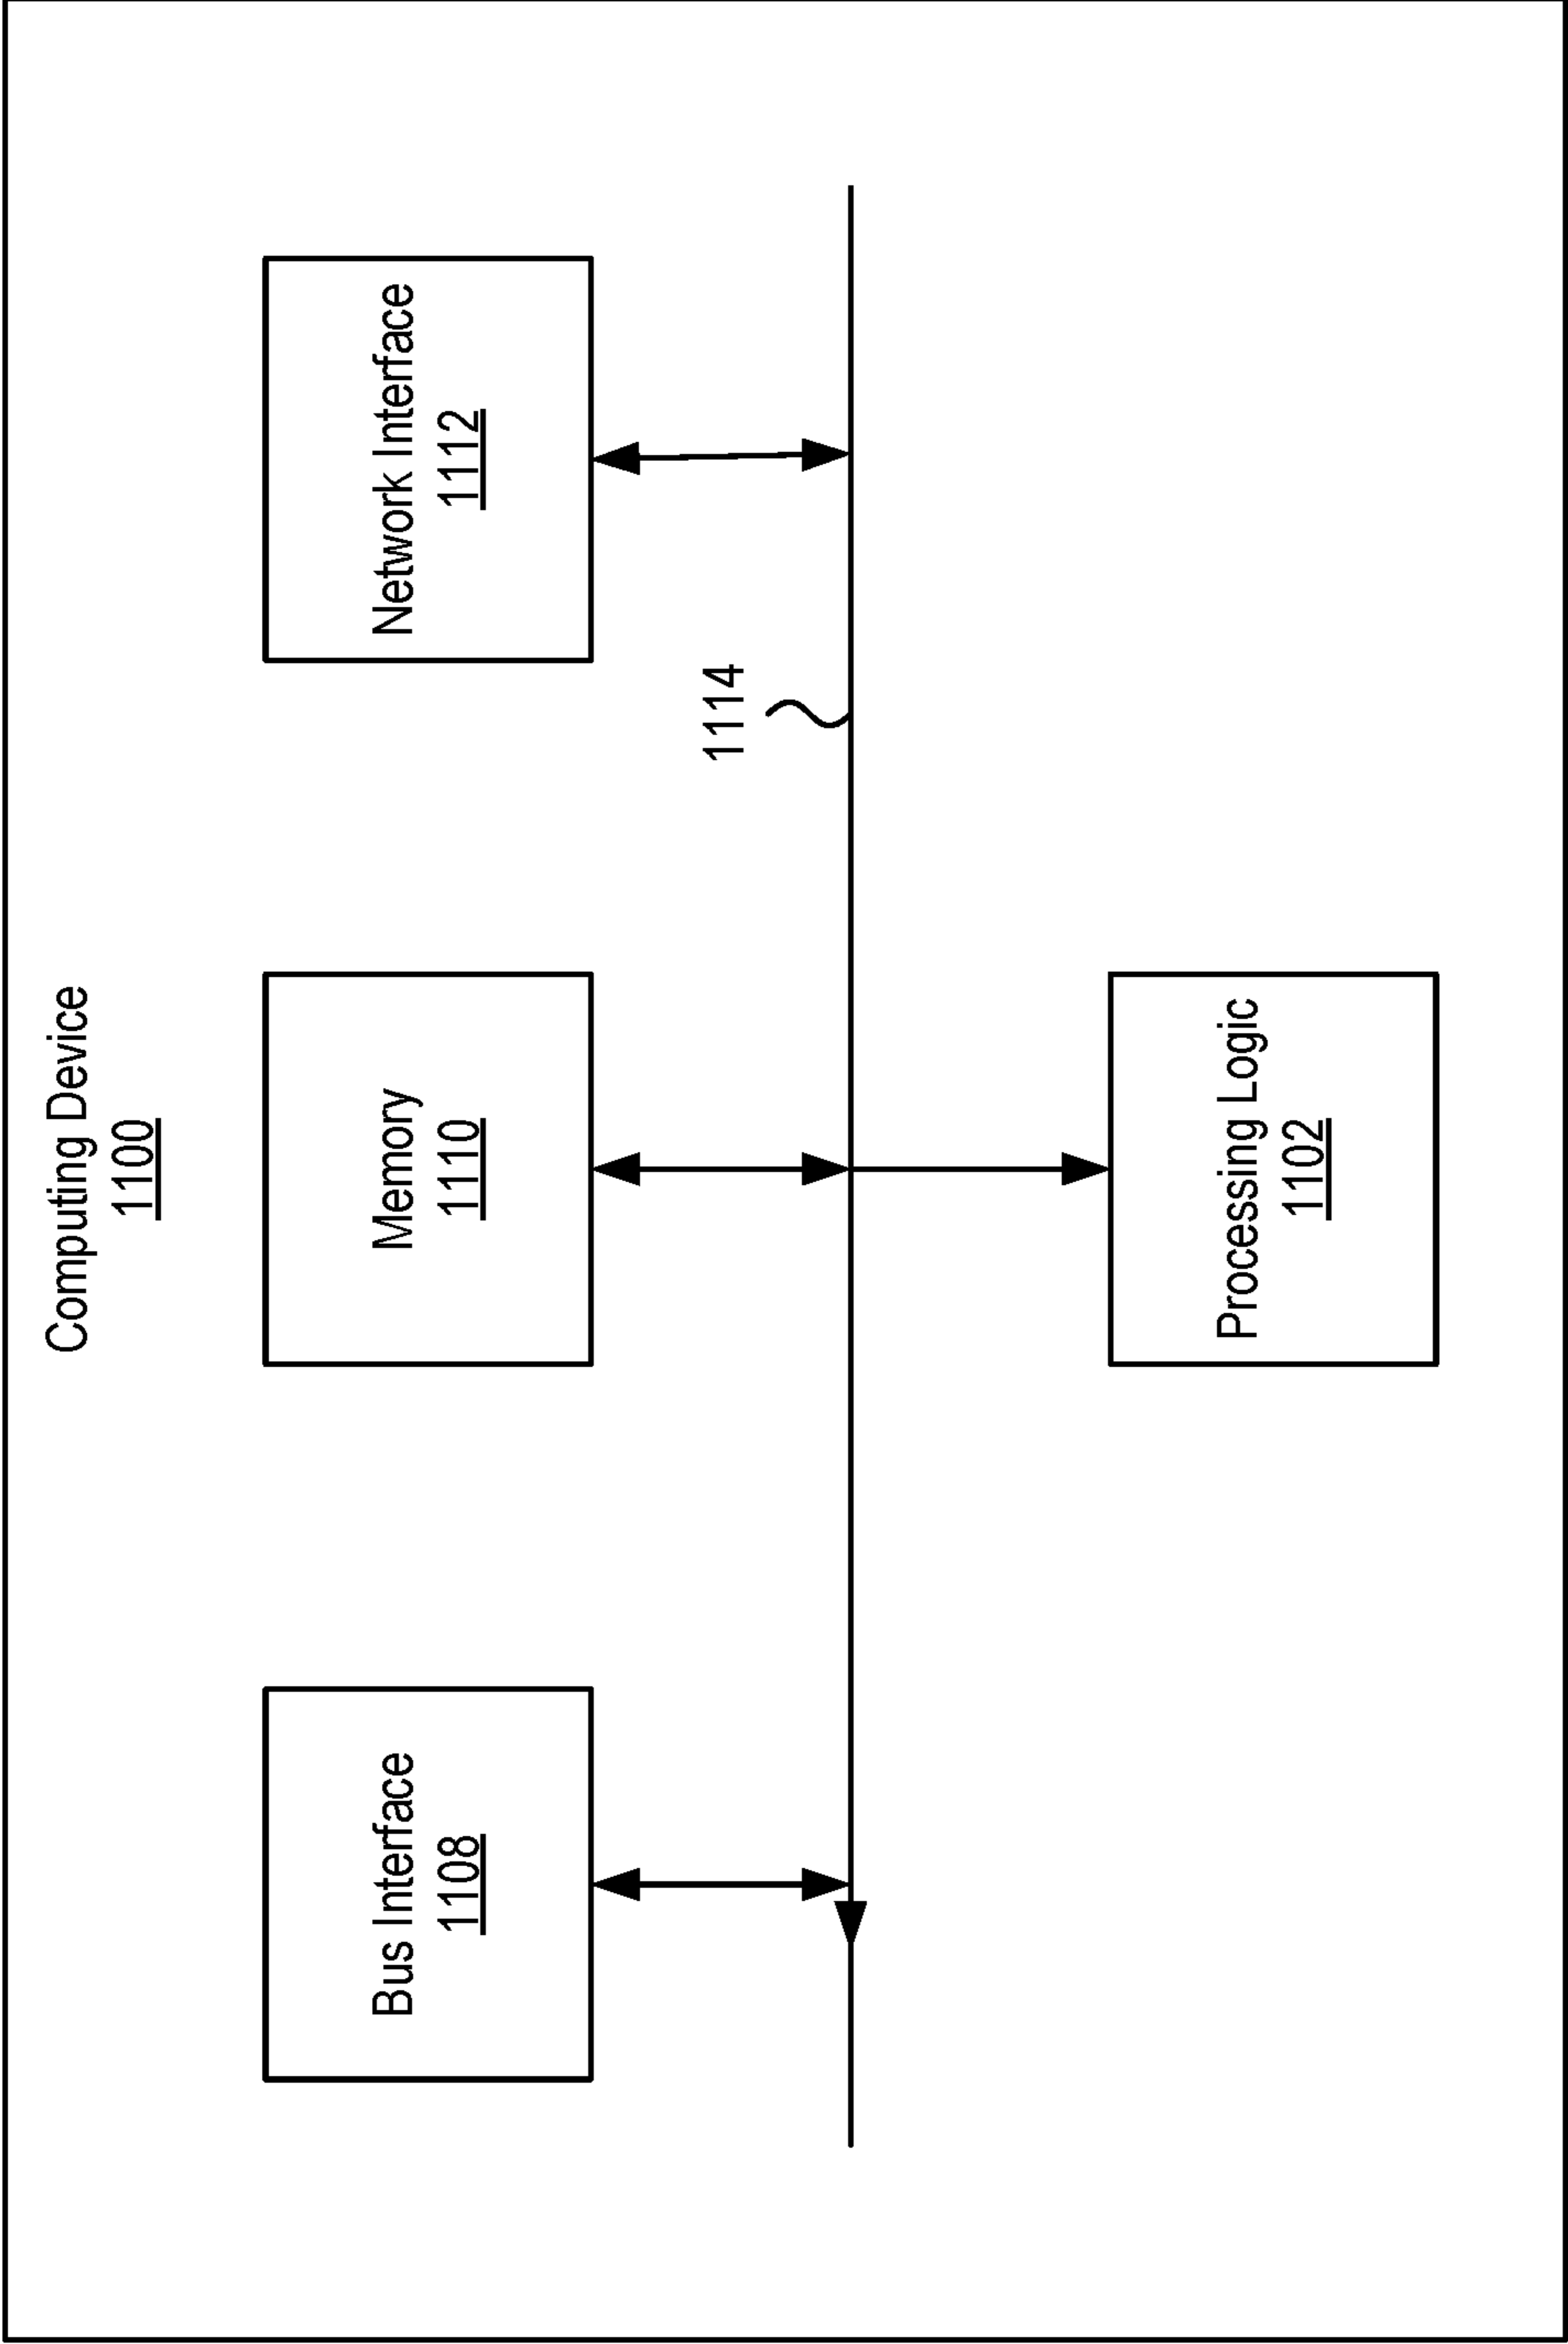 Computing Device
1100
Bus Interface
1108
Memory
1110
Network Interface
1112
1114
Processing Logic
1102